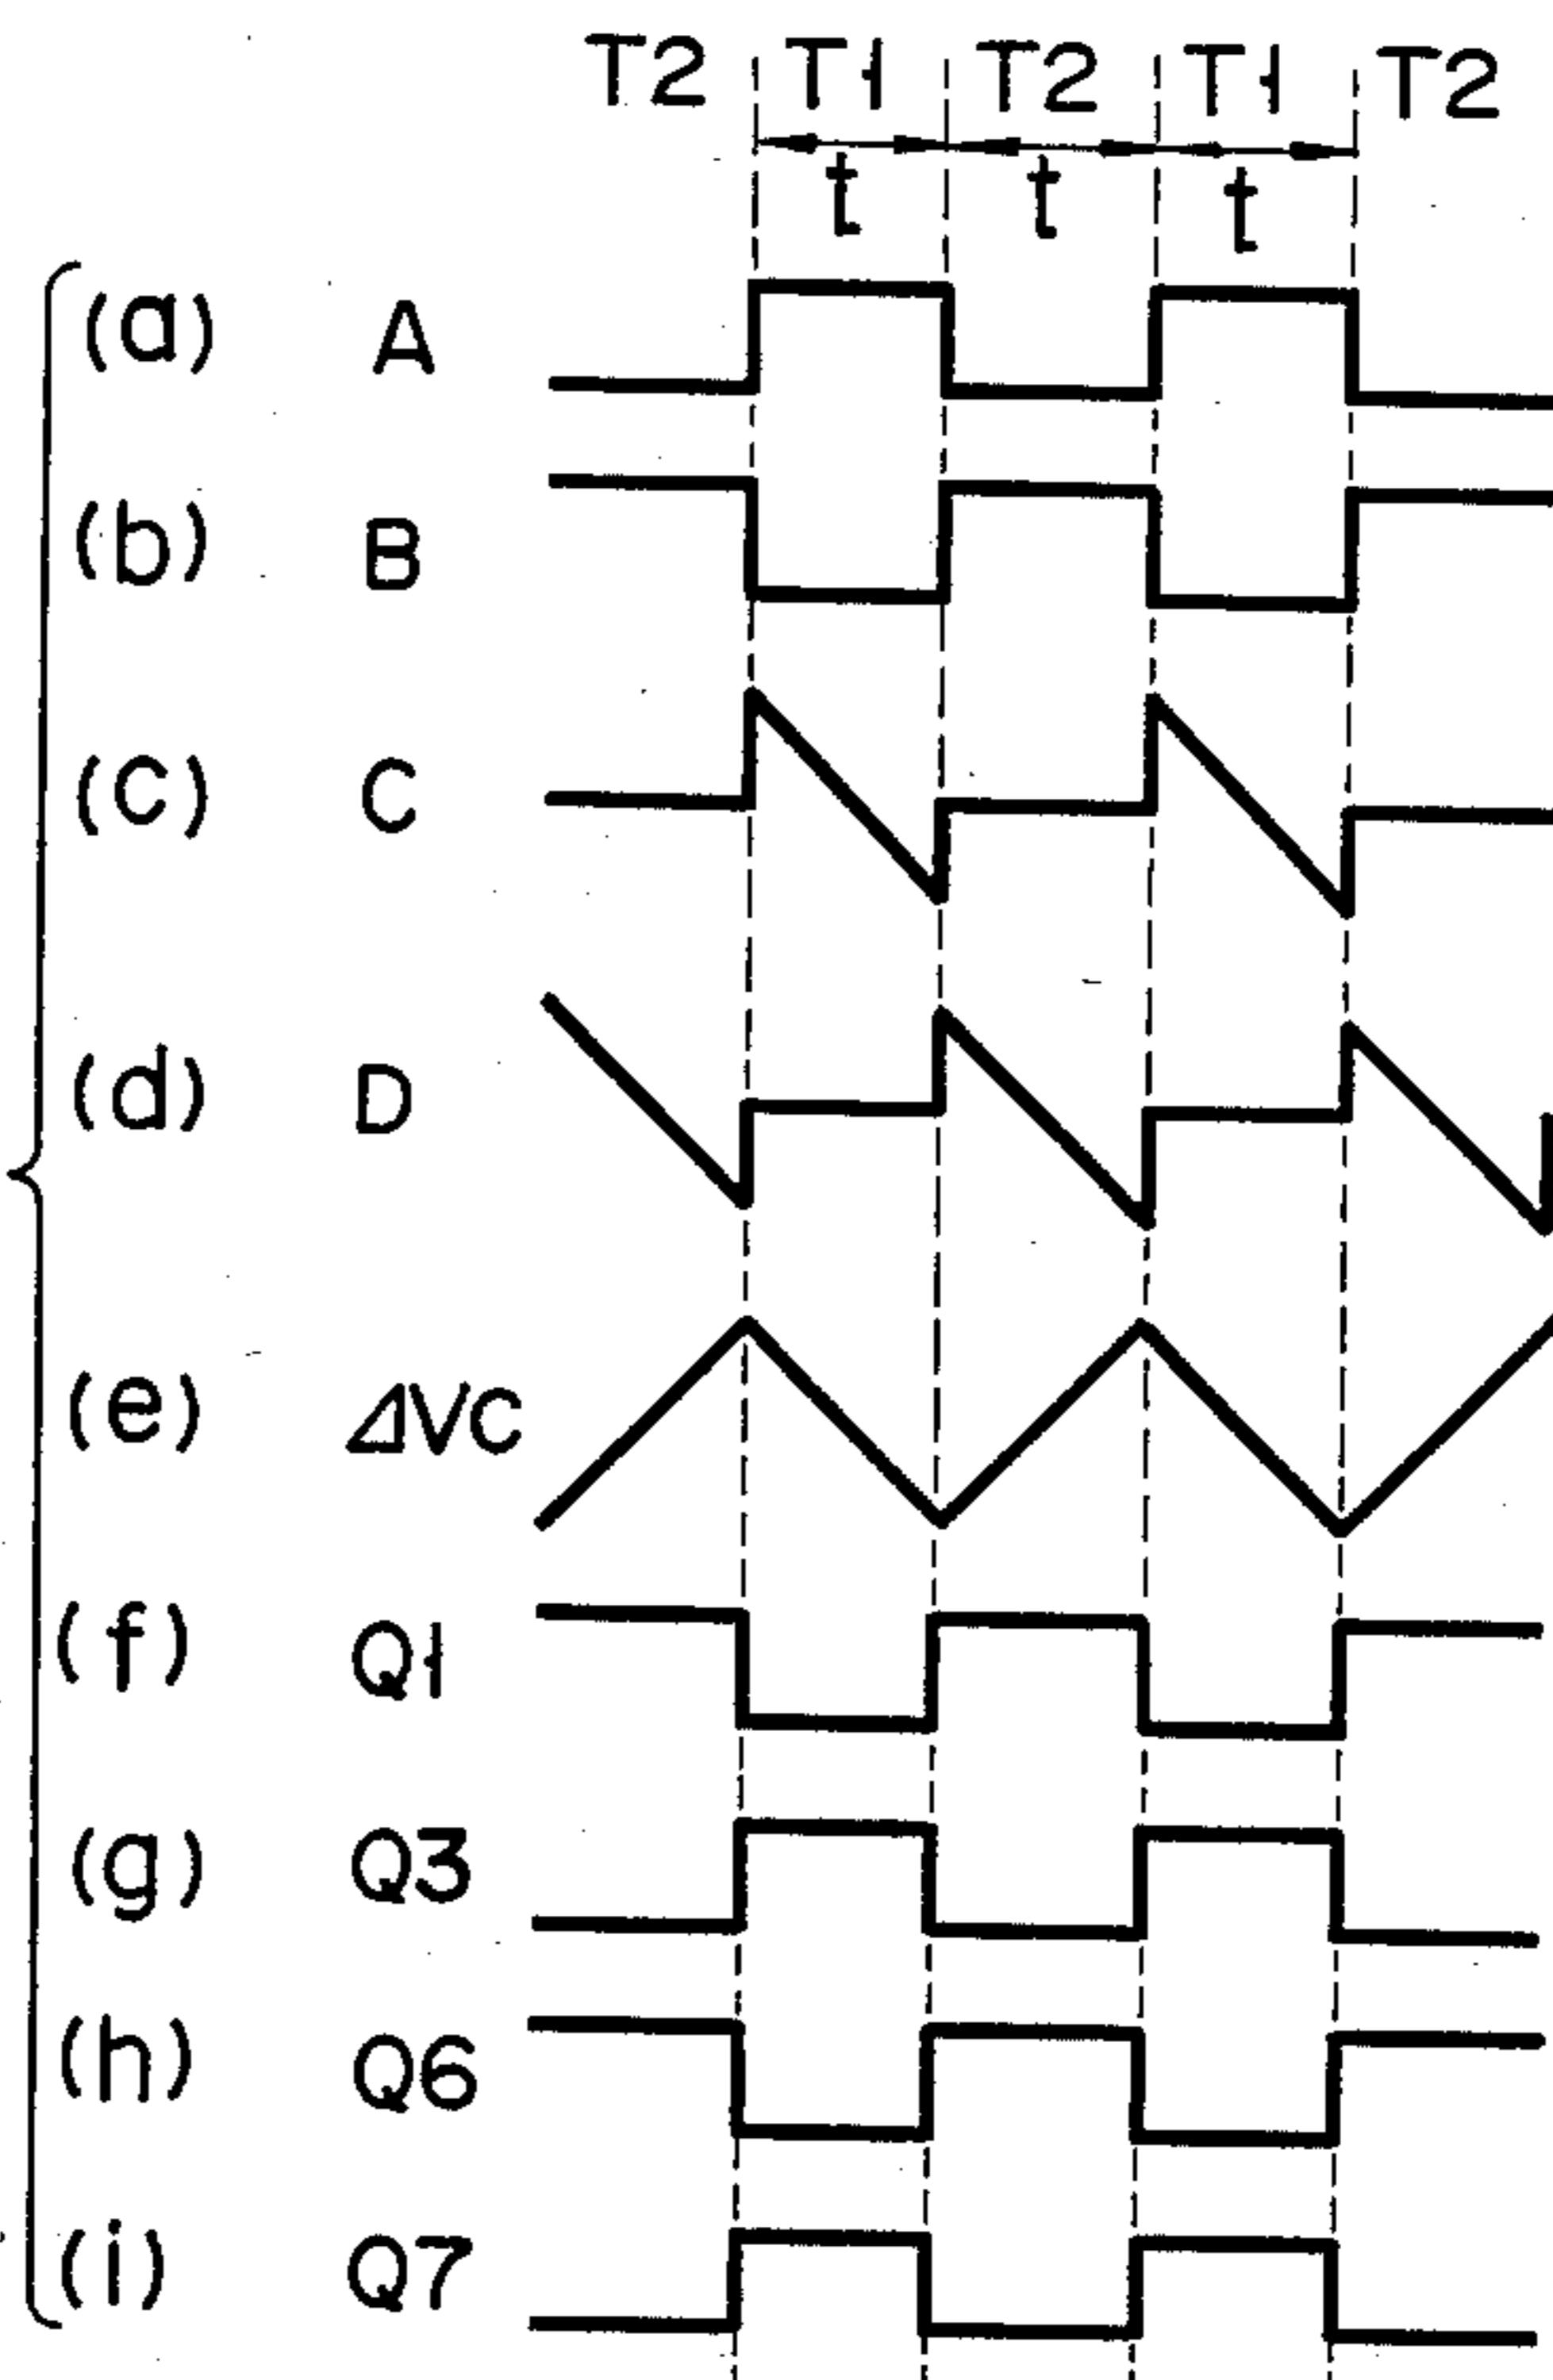 T2 T1 T2 T1 T2
t t t
(a) A
(b) B
(c) C
(d) D
(e) ΔVC
(f) Q1
(g) Q3
(h) Q6
(i) Q7